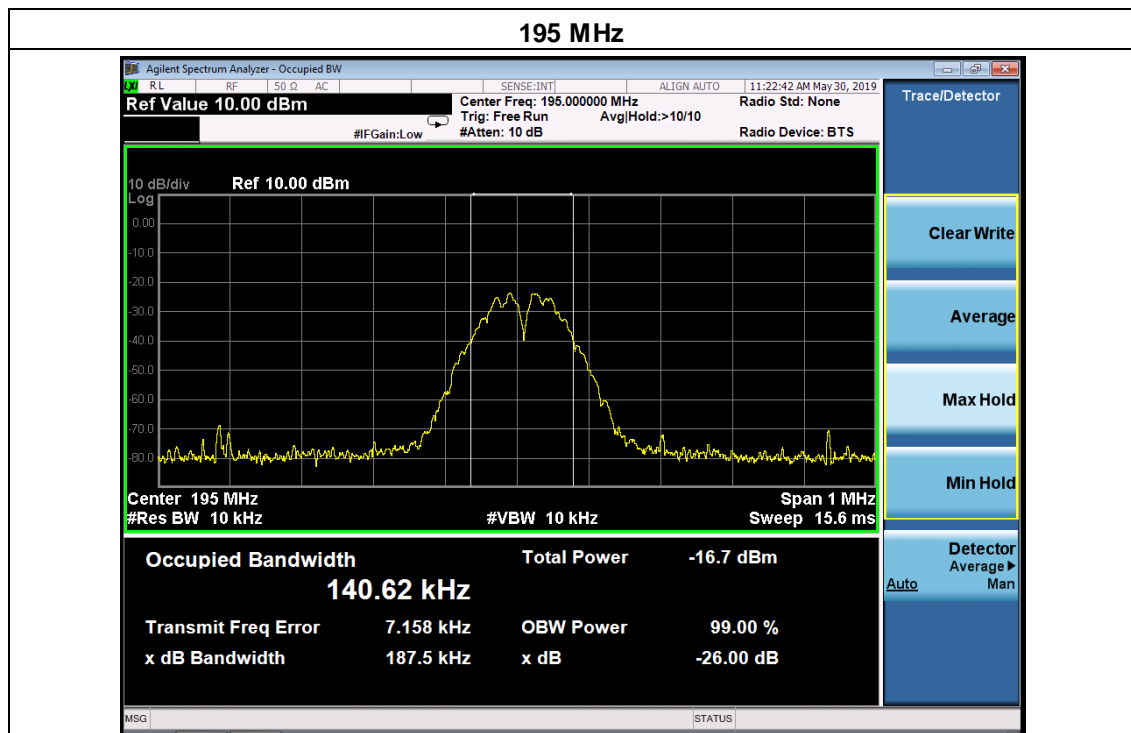 195 MHz
Agilent Spectrum Analyzer - Occupied BW
LXI RL RF 50 Ω AC SENSE:INT ALIGN AUTO 11:22:42 AM May 30, 2019
Ref Value 10.00 dBm
Center Freq: 195.000000 MHz
Radio Std: None
Trig: Free Run Avg|Hold:>10/10
#IFGain:Low
#Atten: 10 dB
Radio Device: BTS
Trace/Detector
10 dB/div Ref 10.00 dBm
Log
0.00
-10.0
-20.0
-30.0
-40.0
-50.0
-60.0
-70.0
-80.0
Center 195 MHz
Span 1 MHz
#Res BW 10 kHz
#VBW 10 kHz
Sweep 15.6 ms
Clear Write
Average
Max Hold
Min Hold
Detector
Average
Auto Man
Occupied Bandwidth
140.62 kHz
Total Power -16.7 dBm
Transmit Freq Error 7.158 kHz
OBW Power 99.00 %
x dB Bandwidth 187.5 kHz
x dB -26.00 dB
MSG
STATUS